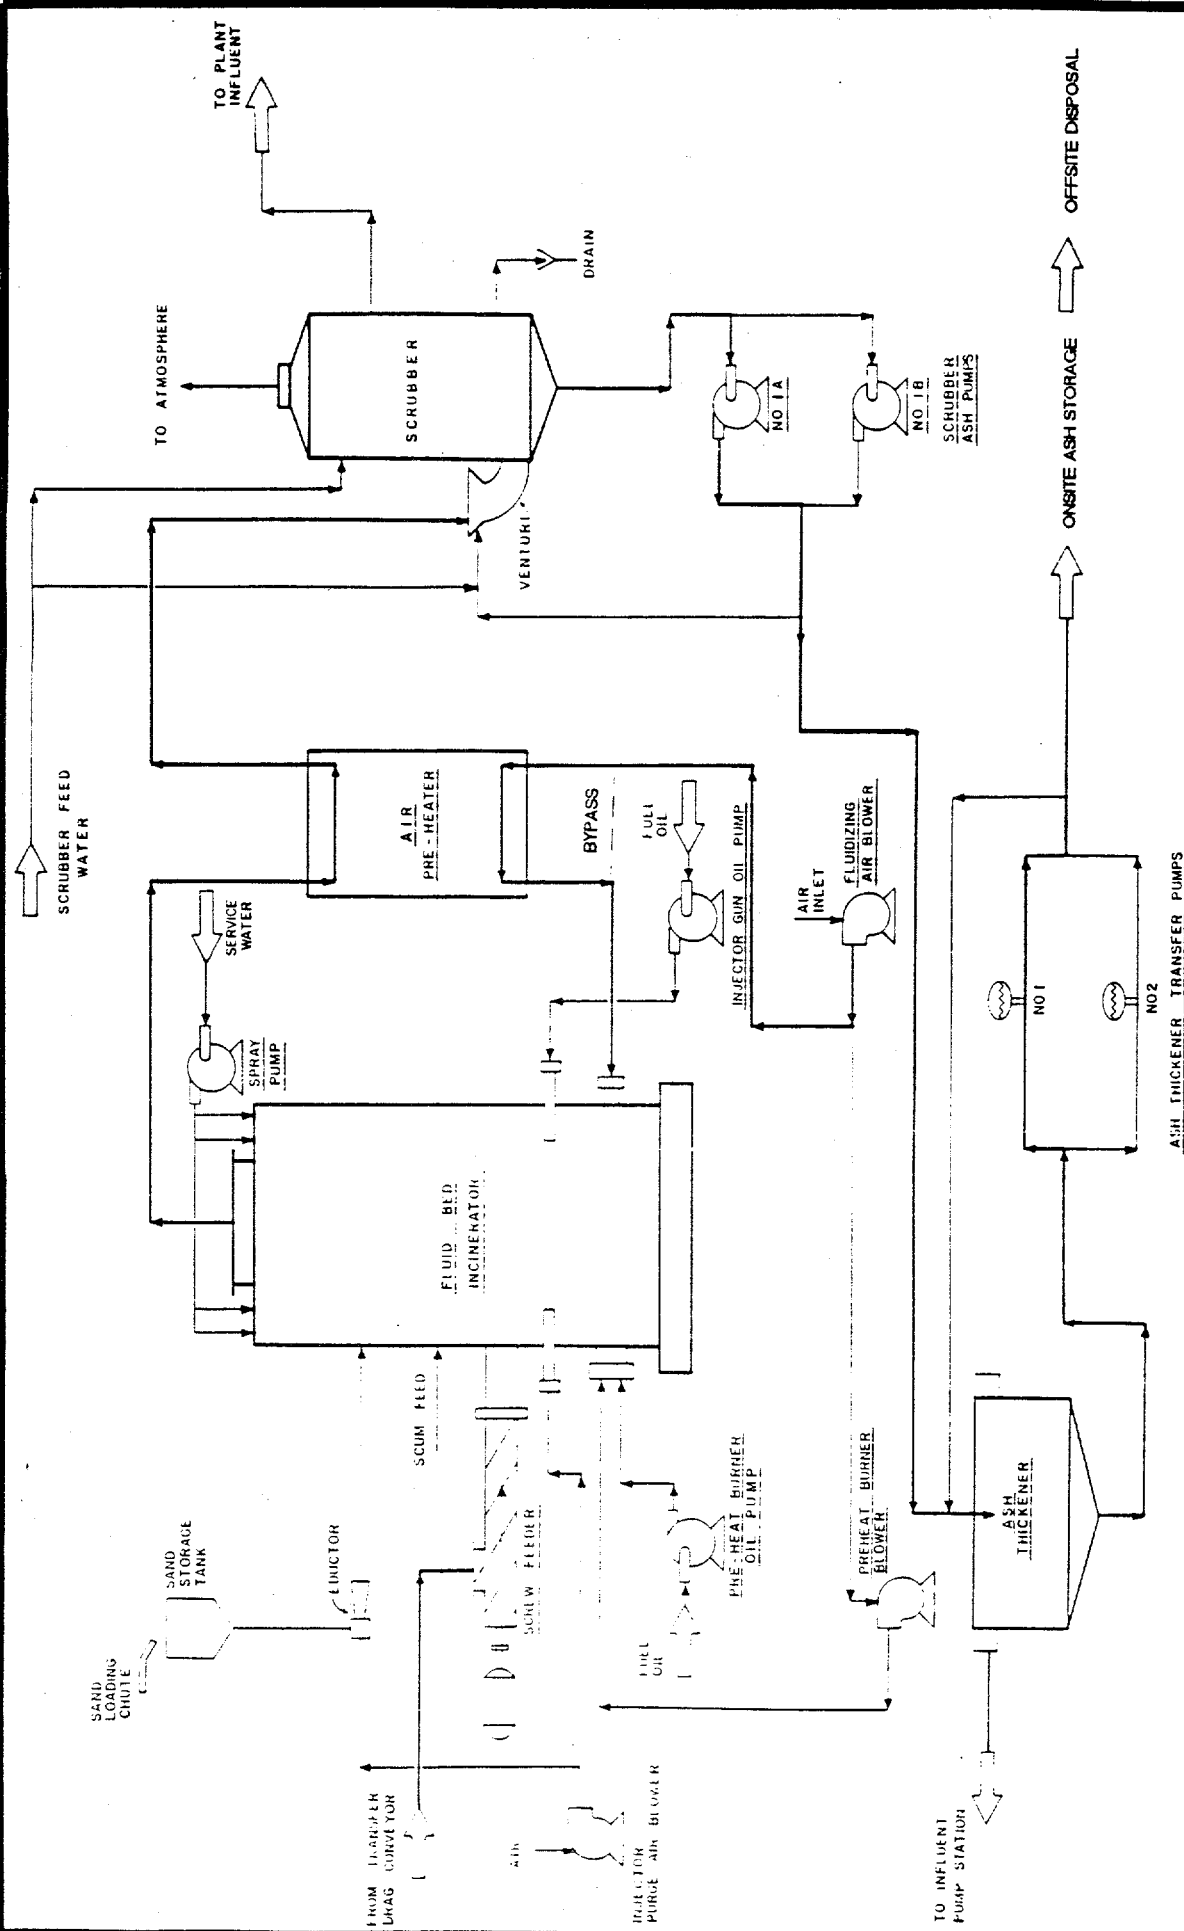 TO PLANT
INFLUENT
TO ATMOSPHERE
SCRUBBER
DRAIN
VENTURI
NO 1A
NO 1B
SCRUBBER
ASH PUMPS
ONSITE ASH STORAGE
OFFSITE DISPOSAL
SCRUBBER FEED
WATER
SERVICE
WATER
SPRAY
PUMP
AIR
PRE-HEATER
BYPASS
FUEL
OIL
INJECTOR GUN OIL PUMP
AIR
INLET
FLUIDIZING
AIR BLOWER
NO 1
NO 2
ASH THICKENER TRANSFER PUMPS
FLUID BED
INCINERATOR
SCUM FEED
SAND
STORAGE
TANK
SAND
LOADING
CHUTE
EDUCTOR
SCREW FEEDER
FUEL
OIL
PRE-HEAT BURNER
OIL PUMP
PREHEAT BURNER
BLOWER
ASH
THICKENER
FROM TRANSFER
DRAG CONVEYOR
AIR
INJECTOR
PURGE AIR BLOWER
TO INFLUENT
PUMP STATION